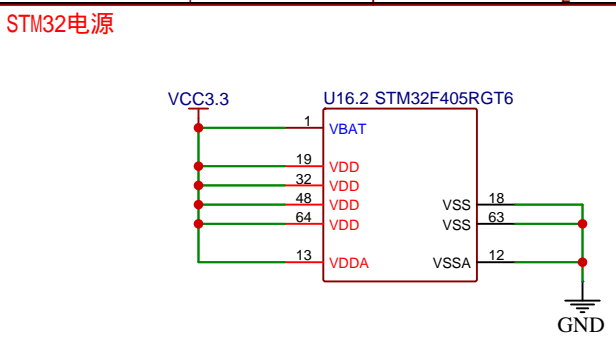 STM32电源
VCC3.3
U16.2 STM32F405RGT6
1 VBAT
19 VDD
32 VDD
48 VDD VSS 18
64 VDD VSS 63
13 VDDA VSSA 12
GND